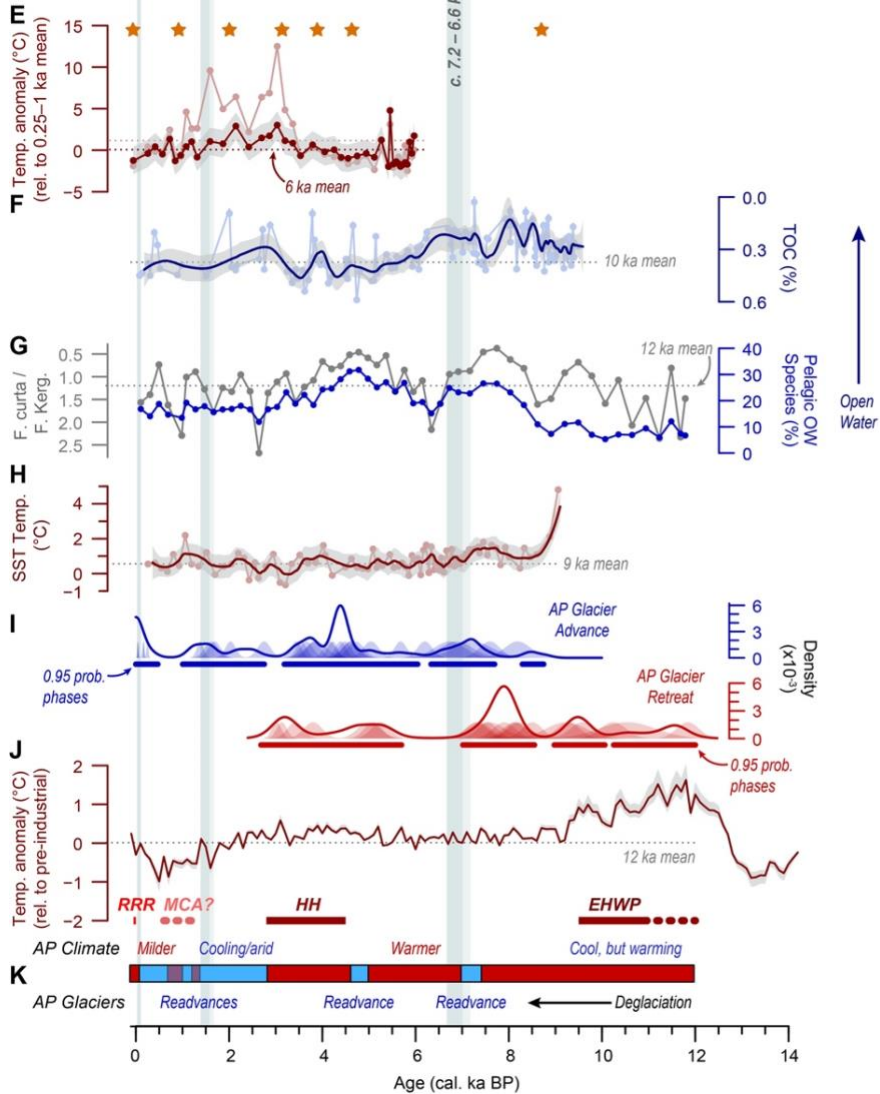 E
15
10
5
0
−5
Temp. anomaly (°C)
(rel. to 0.25–1 ka mean)
6 ka mean
c. 7.2 – 6.6 k
F
0.0
0.3
0.6
TOC (%)
10 ka mean
G
0.5
1.0
1.5
2.0
2.5
F. curta /
F. Kerg.
12 ka mean
40
30
20
10
0
Pelagic OW
Species (%)
Open
Water
H
4
2
0
−1
SST Temp.
(°C)
9 ka mean
I
AP Glacier
Advance
6
3
0
0.95 prob.
phases
AP Glacier
Retreat
6
3
0
Density
(x10⁻³)
0.95 prob.
phases
J
2
1
0
−1
−2
Temp. anomaly (°C)
(rel. to pre-industrial)
12 ka mean
RRR MCA? HH EHWP
AP Climate Milder Cooling/arid Warmer Cool, but warming
K
AP Glaciers Readvances Readvance Readvance Deglaciation
0 2 4 6 8 10 12 14
Age (cal. ka BP)